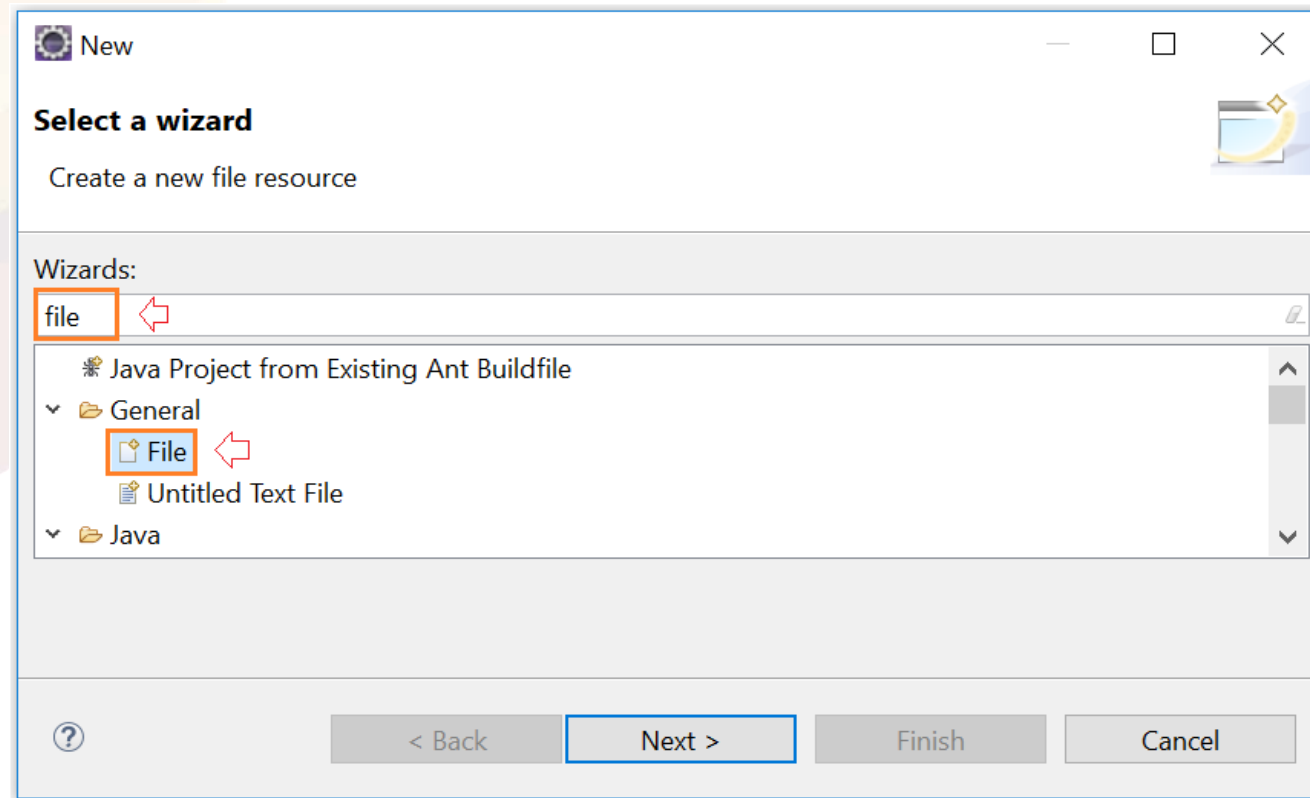 New
Select a wizard
Create a new file resource
Wizards:
file
Java Project from Existing Ant Buildfile
General
File
Untitled Text File
Java
?
< Back Next > Finish Cancel